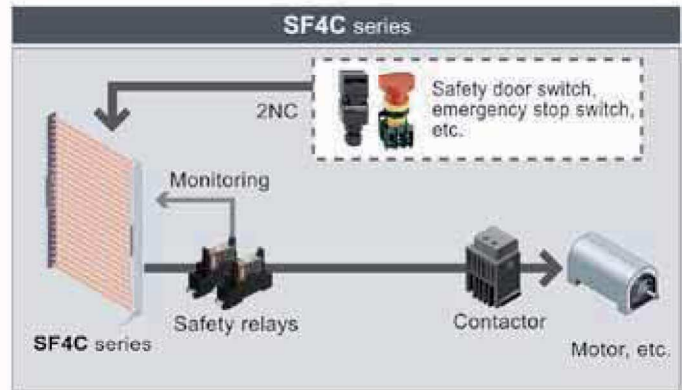 SF4C series
Safety door switch,
emergency stop switch,
etc.
2NC
Monitoring
Safety relays
Contactor
SF4C series
Motor, etc.